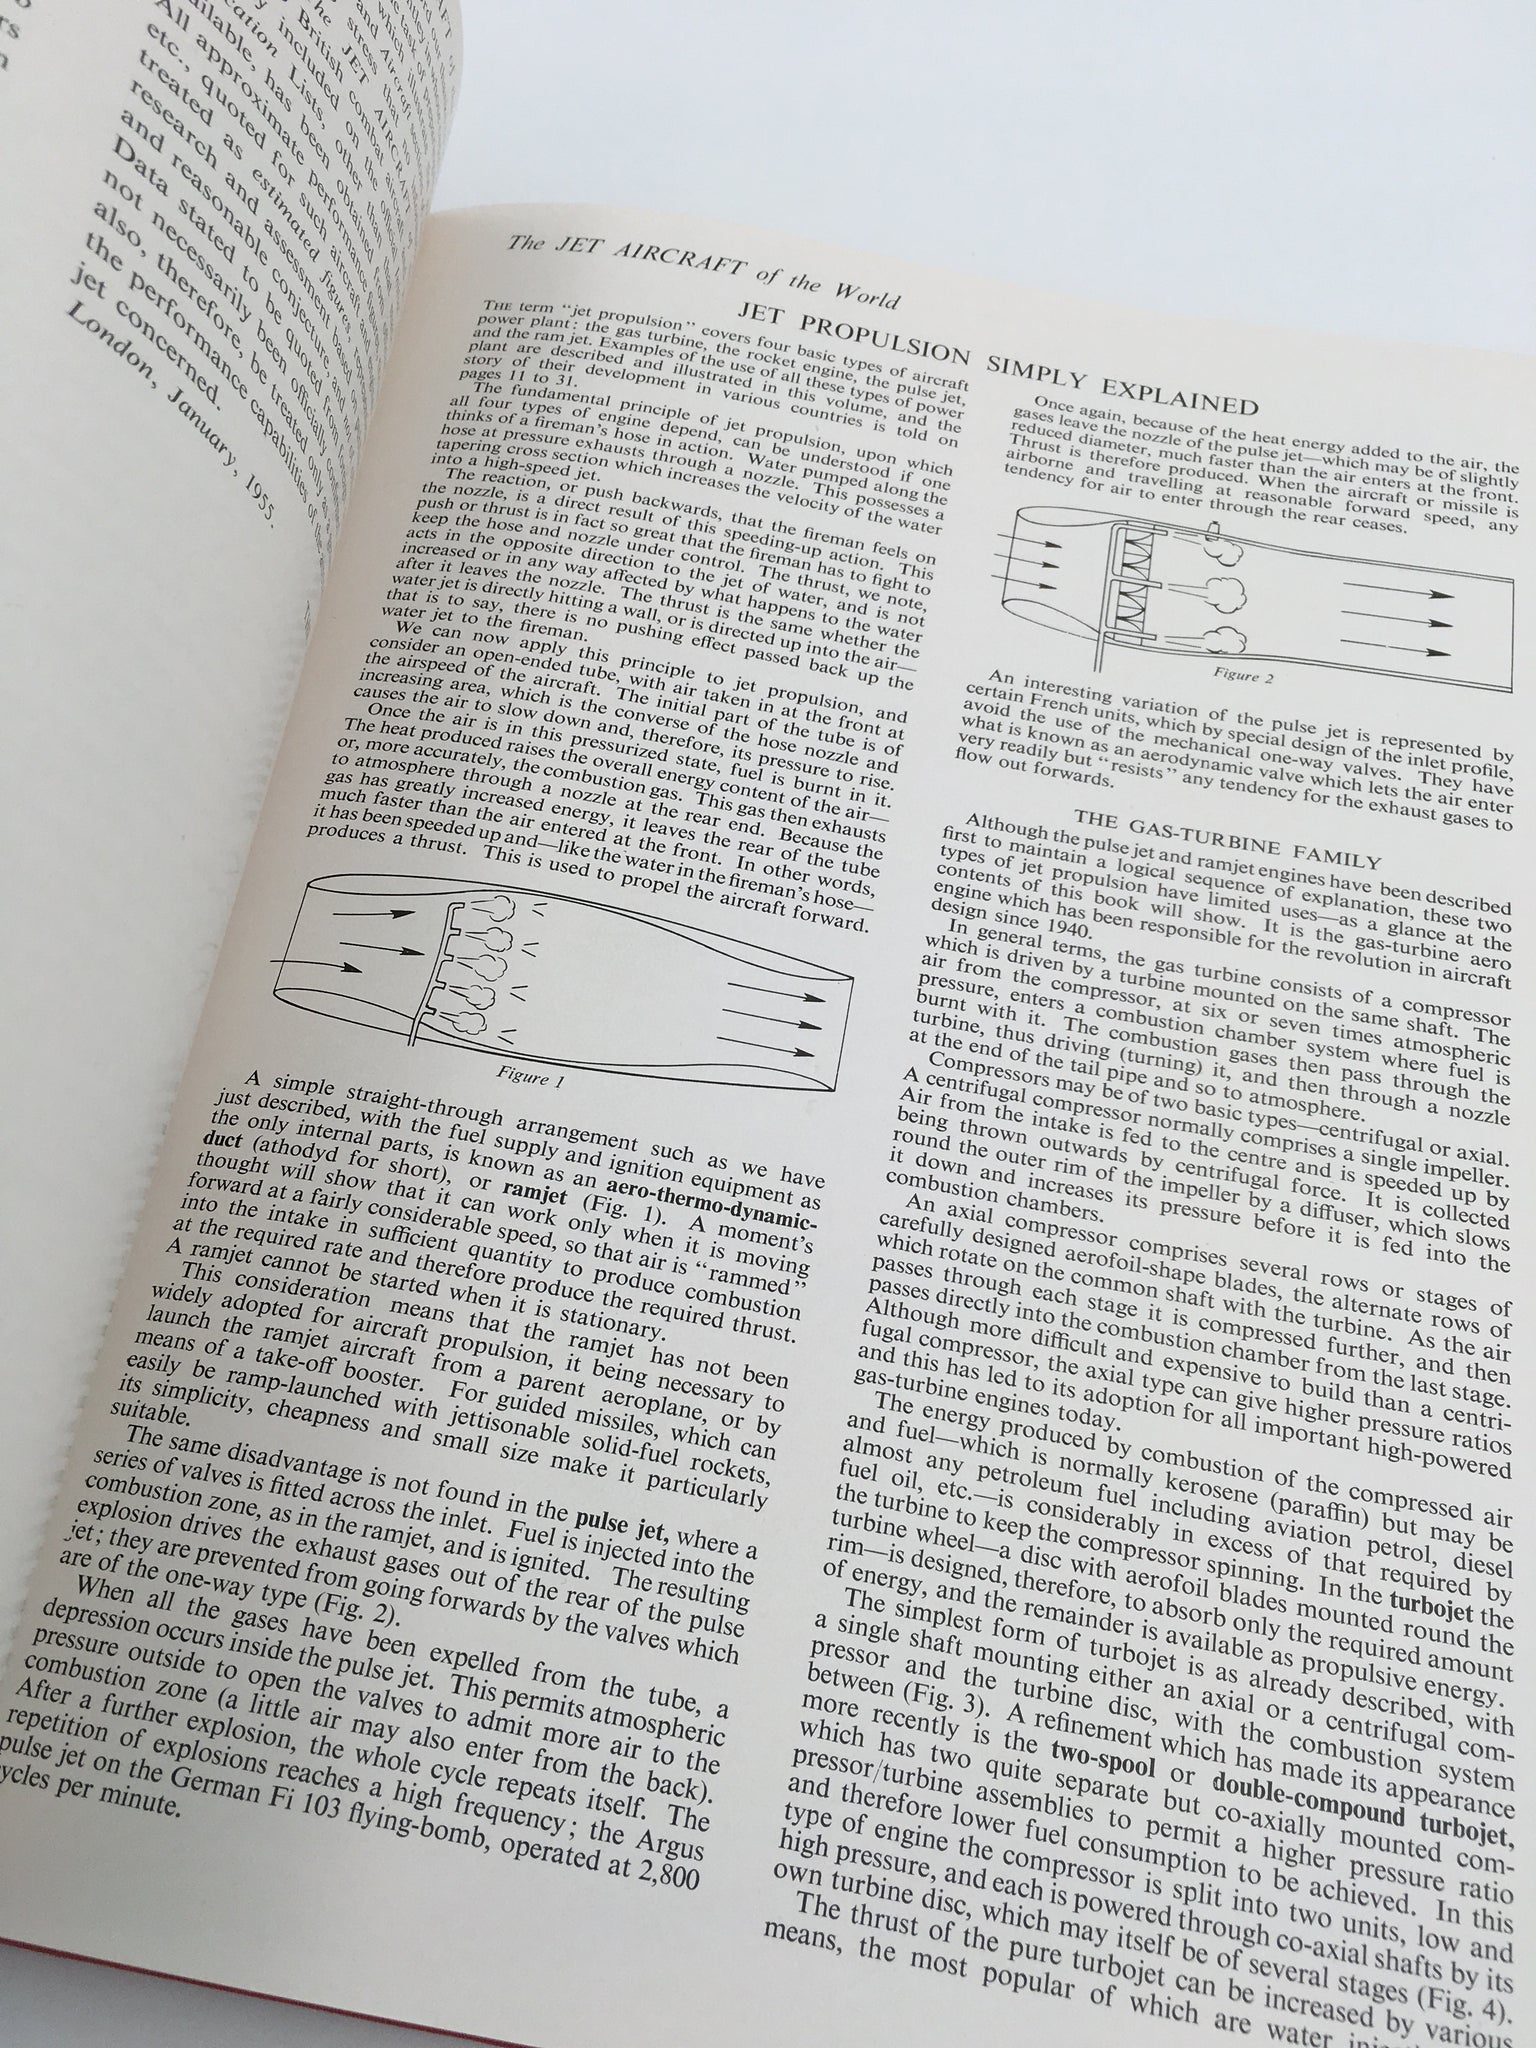 JET AIRCRAFT
British combat aircraft
included on the official
Lists, other than
available, has been obtained from
All approximate performance figures,
etc., quoted for such aircraft
treated as estimated figures,
research and assessment based on
and reasonable conjecture, and
Data stated to be quoted from
not necessarily been officially
also, therefore, be treated only as
the performance capabilities of the
jet concerned.
London, January, 1955.
The JET AIRCRAFT of the World
JET PROPULSION SIMPLY EXPLAINED
THE term "jet propulsion" covers four basic types of aircraft
power plant: the gas turbine, the rocket engine, the pulse jet,
and the ram jet. Examples of the use of all these types of power
plant are described and illustrated in this volume, and the
story of their development in various countries is told on
pages 11 to 31.
The fundamental principle of jet propulsion, upon which
all four types of engine depend, can be understood if one
thinks of a fireman's hose in action. Water pumped along the
hose at pressure exhausts through a nozzle. This possesses a
tapering cross section which increases the velocity of the water
into a high-speed jet.
The reaction, or push backwards, that the fireman feels on
the nozzle, is a direct result of this speeding-up action. This
push or thrust is in fact so great that the fireman has to fight to
keep the hose and nozzle under control. The thrust, we note,
acts in the opposite direction to the jet of water, and is not
increased or in any way affected by what happens to the water
after it leaves the nozzle. The thrust is the same whether the
water jet is directly hitting a wall, or is directed up into the air—
that is to say, there is no pushing effect passed back up the
water jet to the fireman.
We can now apply this principle to jet propulsion, and
consider an open-ended tube, with air taken in at the front at
the airspeed of the aircraft. The initial part of the tube is of
increasing area, which is the converse of the hose nozzle and
causes the air to slow down and, therefore, its pressure to rise.
Once the air is in this pressurized state, fuel is burnt in it.
The heat produced raises the overall energy content of the air—
or, more accurately, the combustion gas. This gas then exhausts
to atmosphere through a nozzle at the rear end. Because the
gas has greatly increased energy, it leaves the rear of the tube
much faster than the air entered at the front. In other words,
it has been speeded up and—like the water in the fireman's hose—
produces a thrust. This is used to propel the aircraft forward.
Figure 1
A simple straight-through arrangement such as we have
just described, with the fuel supply and ignition equipment as
the only internal parts, is known as an aero-thermo-dynamic-
duct (athodyd for short), or ramjet (Fig. 1). A moment's
thought will show that it can work only when it is moving
forward at a fairly considerable speed, so that air is "rammed"
into the intake in sufficient quantity to produce combustion
at the required rate and therefore produce the required thrust.
A ramjet cannot be started when it is stationary.
This consideration means that the ramjet has not been
widely adopted for aircraft propulsion, it being necessary to
launch the ramjet aircraft from a parent aeroplane, or by
means of a take-off booster. For guided missiles, which can
easily be ramp-launched with jettisonable solid-fuel rockets,
its simplicity, cheapness and small size make it particularly
suitable.
The same disadvantage is not found in the pulse jet, where a
series of valves is fitted across the inlet. Fuel is injected into the
combustion zone, as in the ramjet, and is ignited. The resulting
explosion drives the exhaust gases out of the rear of the pulse
jet; they are prevented from going forwards by the valves which
are of the one-way type (Fig. 2).
When all the gases have been expelled from the tube, a
depression occurs inside the pulse jet. This permits atmospheric
pressure outside to open the valves to admit more air to the
combustion zone (a little air may also enter from the back).
After a further explosion, the whole cycle repeats itself. The
repetition of explosions reaches a high frequency; the Argus
pulse jet on the German Fi 103 flying-bomb, operated at 2,800
ycles per minute.
Once again, because of the heat energy added to the air, the
gases leave the nozzle of the pulse jet—which may be of slightly
reduced diameter, much faster than the air enters at the front.
Thrust is therefore produced. When the aircraft or missile is
airborne and travelling at reasonable forward speed, any
tendency for air to enter through the rear ceases.
Figure 2
An interesting variation of the pulse jet is represented by
certain French units, which by special design of the inlet profile,
avoid the use of the mechanical one-way valves. They have
what is known as an aerodynamic valve which lets the air enter
very readily but "resists" any tendency for the exhaust gases to
flow out forwards.
THE GAS-TURBINE FAMILY
Although the pulse jet and ramjet engines have been described
first to maintain a logical sequence of explanation, these two
types of jet propulsion have limited uses—as a glance at the
contents of this book will show. It is the gas-turbine aero
engine which has been responsible for the revolution in aircraft
design since 1940.
In general terms, the gas turbine consists of a compressor
which is driven by a turbine mounted on the same shaft. The
air from the compressor, at six or seven times atmospheric
pressure, enters a combustion chamber system where fuel is
burnt with it. The combustion gases then pass through the
turbine, thus driving (turning) it, and then through a nozzle
at the end of the tail pipe and so to atmosphere.
Compressors may be of two basic types—centrifugal or axial.
A centrifugal compressor normally comprises a single impeller.
Air from the intake is fed to the centre and is speeded up by
being thrown outwards by centrifugal force. It is collected
round the outer rim of the impeller by a diffuser, which slows
it down and increases its pressure before it is fed into the
combustion chambers.
An axial compressor comprises several rows or stages of
carefully designed aerofoil-shape blades, the alternate rows of
which rotate on the common shaft with the turbine. As the air
passes through each stage it is compressed further, and then
passes directly into the combustion chamber from the last stage.
Although more difficult and expensive to build than a centri-
fugal compressor, the axial type can give higher pressure ratios
and this has led to its adoption for all important high-powered
gas-turbine engines today.
The energy produced by combustion of the compressed air
and fuel—which is normally kerosene (paraffin) but may be
almost any petroleum fuel including aviation petrol, diesel
fuel oil, etc.—is considerably in excess of that required by
the turbine to keep the compressor spinning. In the turbojet the
turbine wheel—a disc with aerofoil blades mounted round the
rim—is designed, therefore, to absorb only the required amount
of energy, and the remainder is available as propulsive energy.
The simplest form of turbojet is as already described, with
a single shaft mounting either an axial or a centrifugal com-
pressor and the turbine disc, with the combustion system
between (Fig. 3). A refinement which has made its appearance
more recently is the two-spool or double-compound turbojet,
which has two quite separate but co-axially mounted com-
pressor/turbine assemblies to permit a higher pressure ratio
and therefore lower fuel consumption to be achieved. In this
type of engine the compressor is split into two units, low and
high pressure, and each is powered through co-axial shafts by its
own turbine disc, which may itself be of several stages (Fig. 4).
The thrust of the pure turbojet can be increased by various
means, the most popular of which are water